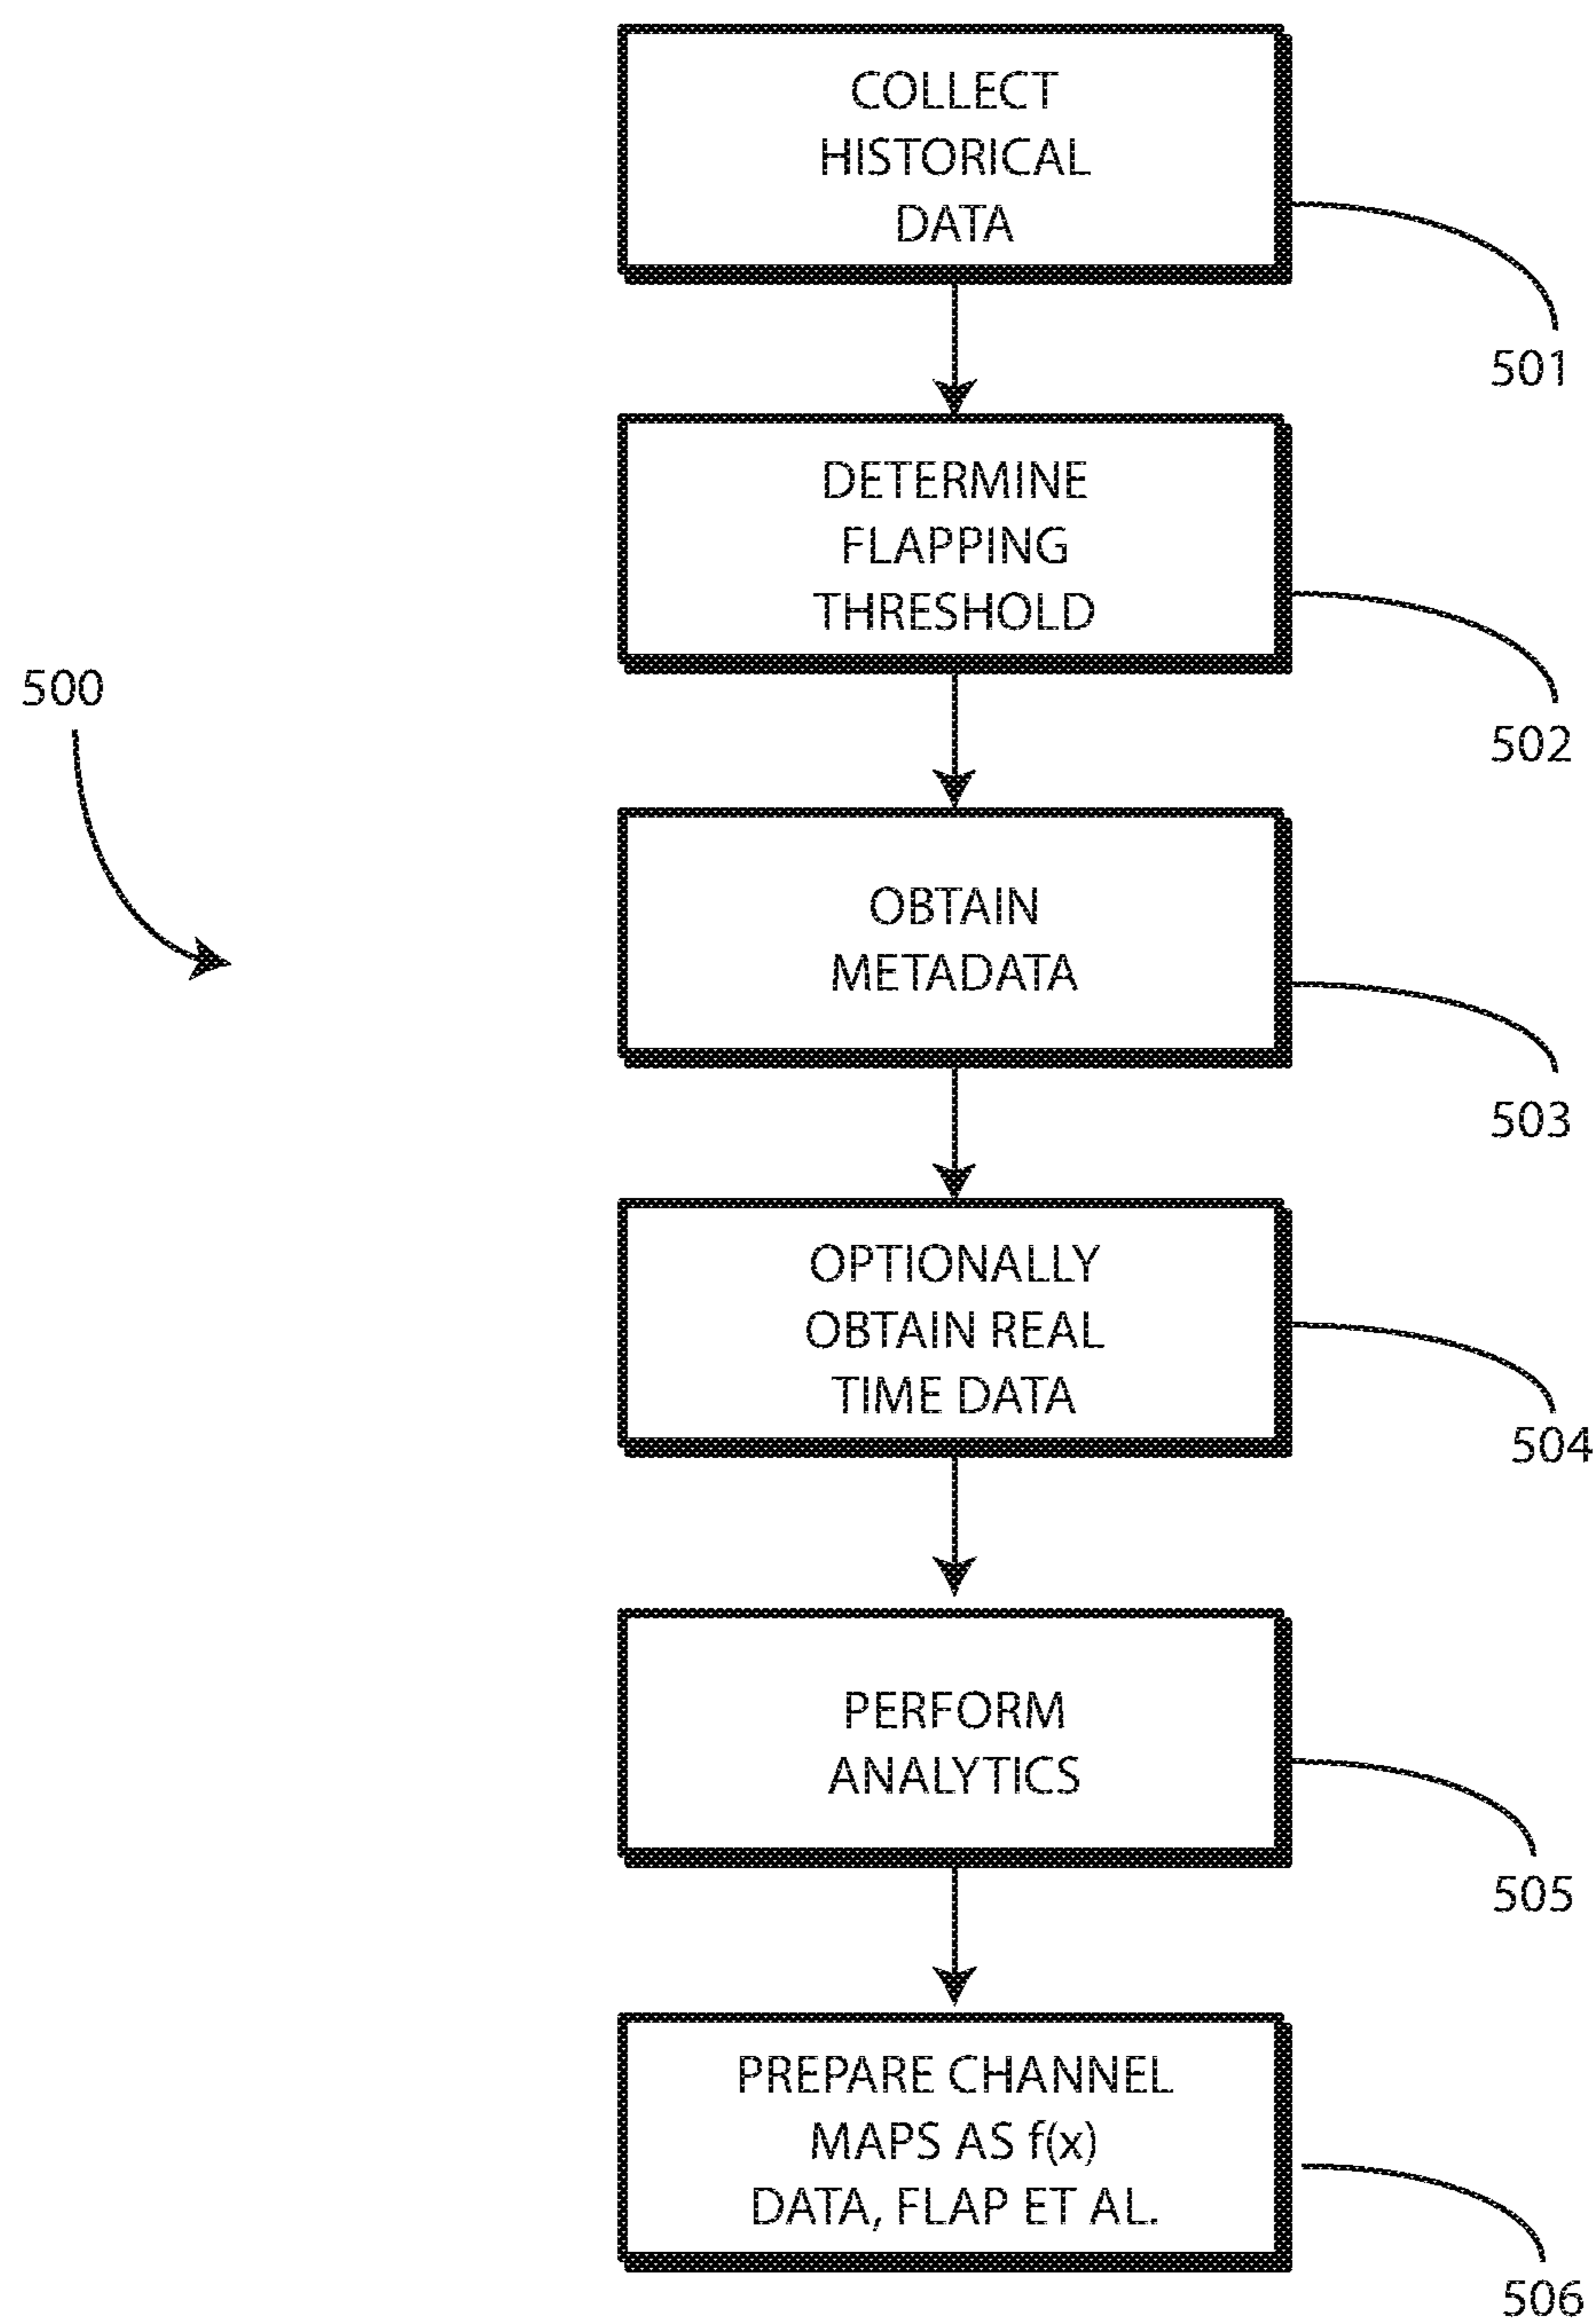 COLLECT
HISTORICAL
DATA
501
DETERMINE
FLAPPING
THRESHOLD
500
502
OBTAIN
METADATA
503
OPTIONALLY
OBTAIN REAL
TIME DATA
504
PERFORM
ANALYTICS
505
PREPARE CHANNEL
MAPS AS f(x)
DATA, FLAP ET AL.
506